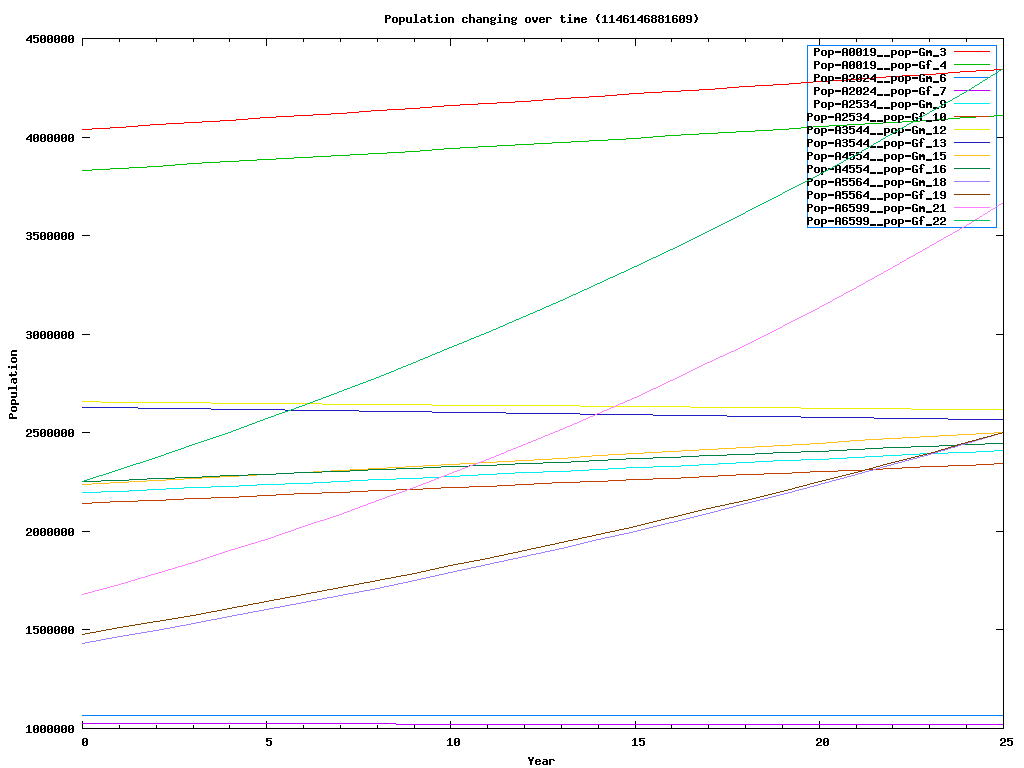 Population changing over time (1146146881609)
4500000
4000000
3500000
3000000
2500000
2000000
1500000
1000000
Population
Pop-A0019__pop-Gm_3
Pop-A0019__pop-Gf_4
Pop-A2024__pop-Gm_6
Pop-A2024__pop-Gf_7
Pop-A2534__pop-Gm_9
Pop-A2534__pop-Gf_10
Pop-A3544__pop-Gm_12
Pop-A3544__pop-Gf_13
Pop-A4554__pop-Gm_15
Pop-A4554__pop-Gf_16
Pop-A5564__pop-Gm_18
Pop-A5564__pop-Gf_19
Pop-A6599__pop-Gm_21
Pop-A6599__pop-Gf_22
0 5 10 15 20 25
Year